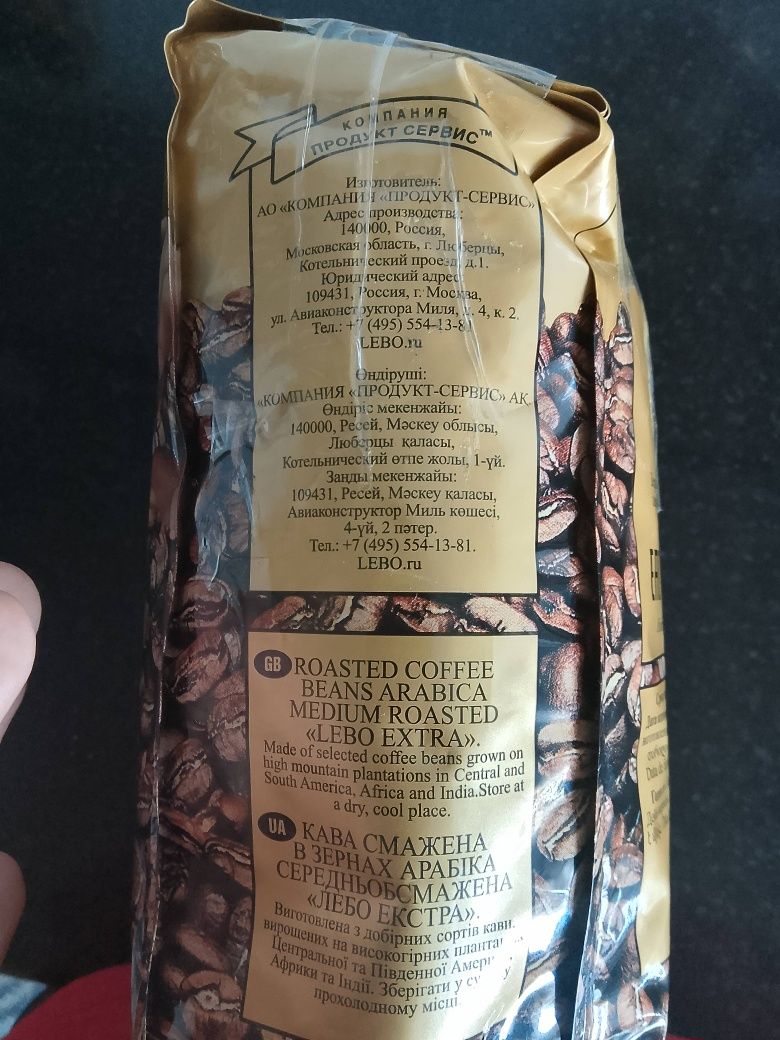 КОМПАНИЯ
ПРОДУКТ СЕРВИС™
Изготовитель:
АО «КОМПАНИЯ «ПРОДУКТ-СЕРВИС»
Адрес производства:
140000, Россия,
Московская область, г. Люберцы,
Котельнический проезд, д.1.
Юридический адрес:
109431, Россия, г. Москва,
ул. Авиаконструктора Миля, д. 4, к. 2.
Тел.: +7 (495) 554-13-81
LEBO.ru
Өндіруші:
«КОМПАНИЯ «ПРОДУКТ-СЕРВИС» АҚ
Өндіріс мекенжайы:
140000, Ресей, Мәскеу облысы,
Люберцы қаласы,
Котельнический өтпе жолы, 1-үй.
Заңды мекенжайы:
109431, Ресей, Мәскеу қаласы,
Авиаконструктор Миль көшесі,
4-үй, 2 пәтер.
Тел.: +7 (495) 554-13-81.
LEBO.ru
GB ROASTED COFFEE
BEANS ARABICA
MEDIUM ROASTED
«LEBO EXTRA».
Made of selected coffee beans grown on
high mountain plantations in Central and
South America, Africa and India.Store at
a dry, cool place.
UA КАВА СМАЖЕНА
В ЗЕРНАХ АРАБІКА
СЕРЕДНЬОБСМАЖЕНА
«ЛЕБО ЕКСТРА».
Виготовлена з добірних сортів кави,
вирощених на високогірних
Центральної та Південної
Африки та Індії. Зберігати у
прохолодному місці.